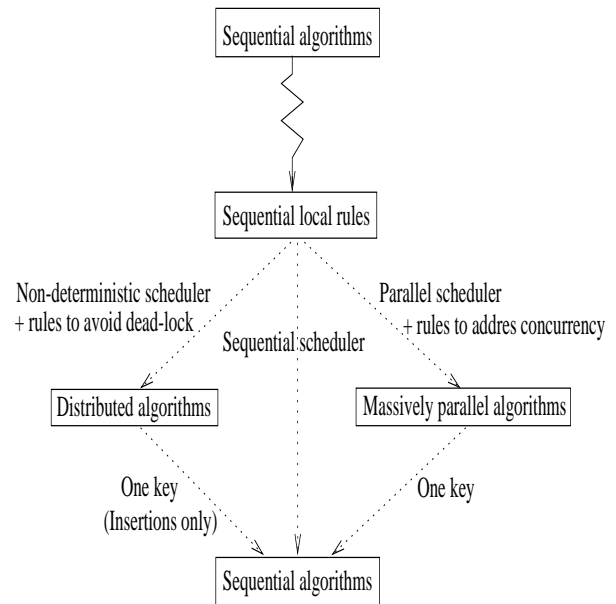 Sequential algorithms
Sequential local rules
Non-deterministic scheduler
+ rules to avoid dead-lock
Sequential scheduler
Parallel scheduler
+ rules to addres concurrency
Distributed algorithms
Massively parallel algorithms
One key
(Insertions only)
One key
Sequential algorithms